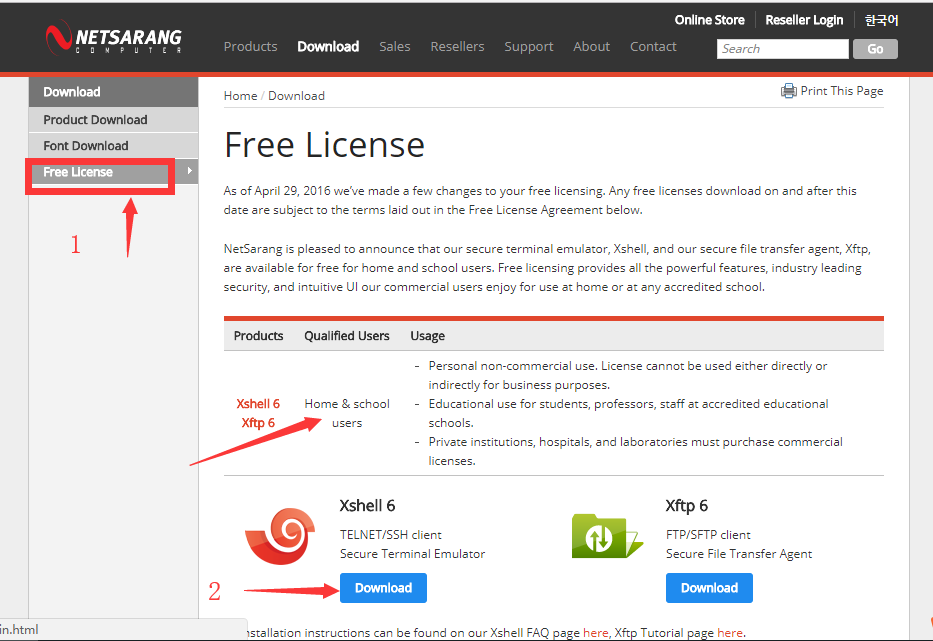 Online Store Reseller Login 한국어
NETSARANG
COMPUTER
Products Download Sales Resellers Support About Contact
Search Go
Download
Product Download
Font Download
Free License
1
Home / Download
Print This Page
Free License
As of April 29, 2016 we've made a few changes to your free licensing. Any free licenses download on and after this
date are subject to the terms laid out in the Free License Agreement below.
NetSarang is pleased to announce that our secure terminal emulator, Xshell, and our secure file transfer agent, Xftp,
are available for free for home and school users. Free licensing provides all the powerful features, industry leading
security, and intuitive UI our commercial users enjoy for use at home or at any accredited school.
Products Qualified Users Usage
Xshell 6
Xftp 6
Home & school
users
- Personal non-commercial use. License cannot be used either directly or
indirectly for business purposes.
- Educational use for students, professors, staff at accredited educational
schools.
- Private institutions, hospitals, and laboratories must purchase commercial
licenses.
Xshell 6
TELNET/SSH client
Secure Terminal Emulator
2
Download
Xftp 6
FTP/SFTP client
Secure File Transfer Agent
Download
in.html
nstallation instructions can be found on our Xshell FAQ page here, Xftp Tutorial page here.